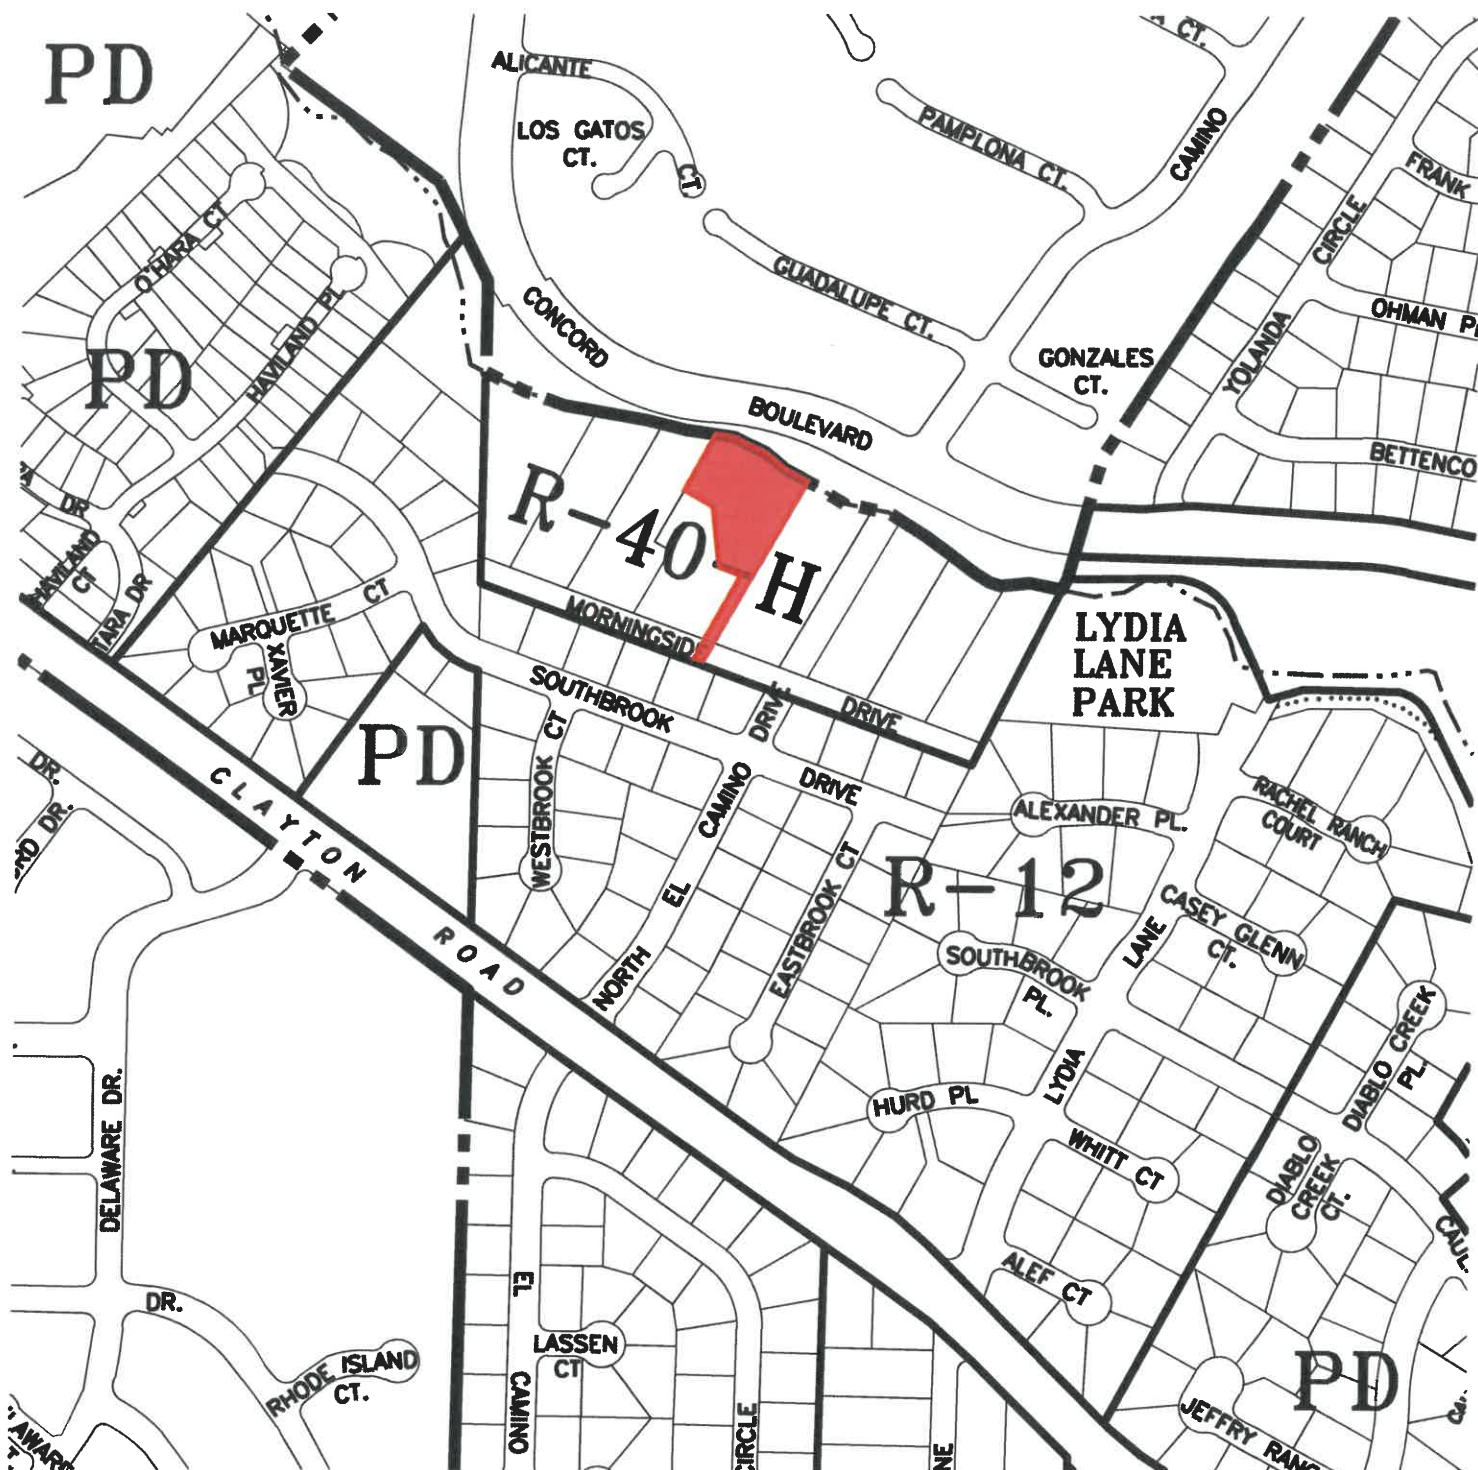 PD
ALICANTE
CT.
LOS GATOS
CT.
PAMPLONA CT.
CAMINO
FRANK
CIRCLE
O'HARA CT
GUADALUPE CT.
HAVILAND PL
PD
CONCORD
BOULEVARD
GONZALES
CT.
YOLANDA
OHMAN
BETTENCO
DR
HAVILAND
CT
TARA DR
R-40-H
MORNINGSIDE
DRIVE
MARQUETTE CT
XAVIER
PL
LYDIA
LANE
PARK
SOUTHBROOK
DRIVE
DRIVE
PD
WESTBROOK CT
NORTH EL CAMINO
EASTBROOK CT
ALEXANDER PL.
RACHEL RANCH
COURT
R-12
CASEY GLENN
CT.
SOUTHBROOK
PL.
LYDIA LANE
CLAYTON ROAD
DR.
DR.
DIABLO CREEK
PL.
HURD PL
WHITT CT
DIABLO
CREEK
CT.
DELAWARE DR.
ALEF CT
DR.
EL CAMINO
LASSEN
CT
RHODE ISLAND
CT.
CIRCLE
PD
JEFFRY